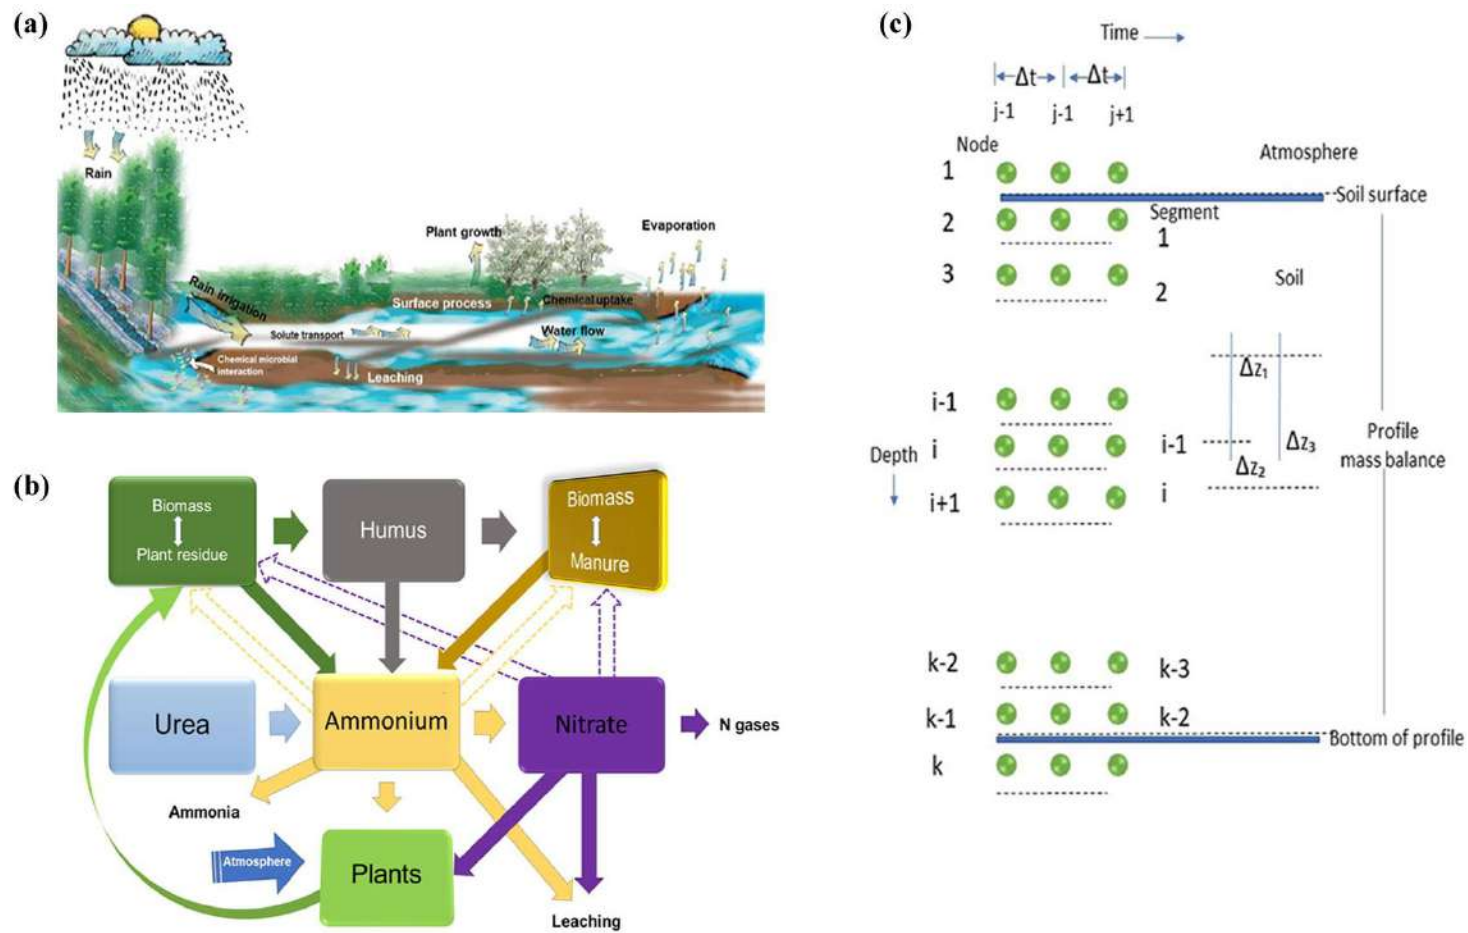 (a)
Rain
Plant growth
Evaporation
Rain irrigation
Surface process
Chemical uptake
Solute transport
Water flow
Chemical microbial
interaction
Leaching
(b)
Biomass
Plant residue
Humus
Biomass
Manure
Urea
Ammonium
Nitrate
N gases
Ammonia
Atmosphere
Plants
Leaching
(c)
Time
Δt
Δt
j-1
j-1
j+1
Node
Atmosphere
1
Soil surface
2
Segment
1
3
2
Soil
Δz₁
i-1
Depth
i
i-1
Δz₂
Δz₃
Profile
mass balance
i+1
i
k-2
k-3
k-1
k-2
Bottom of profile
k